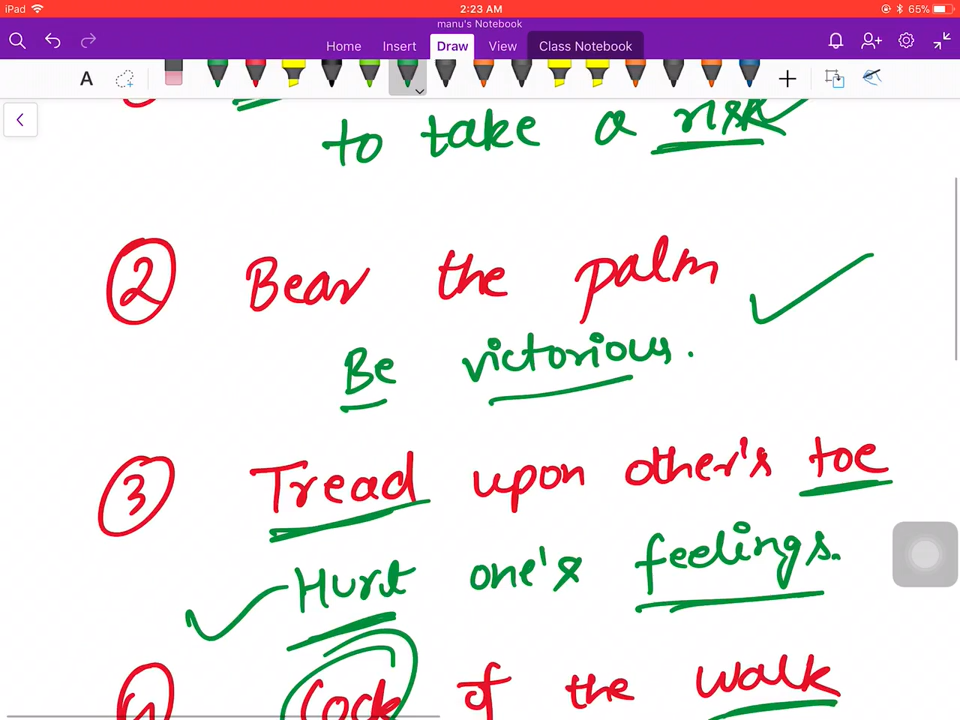 iPad 2:23 AM 65%
manu's Notebook
Home Insert Draw View Class Notebook
A
to take a risk
2 Bear the palm
Be victorious.
3 Tread upon other's toe
Hurt one's feelings.
4 Cock of the walk